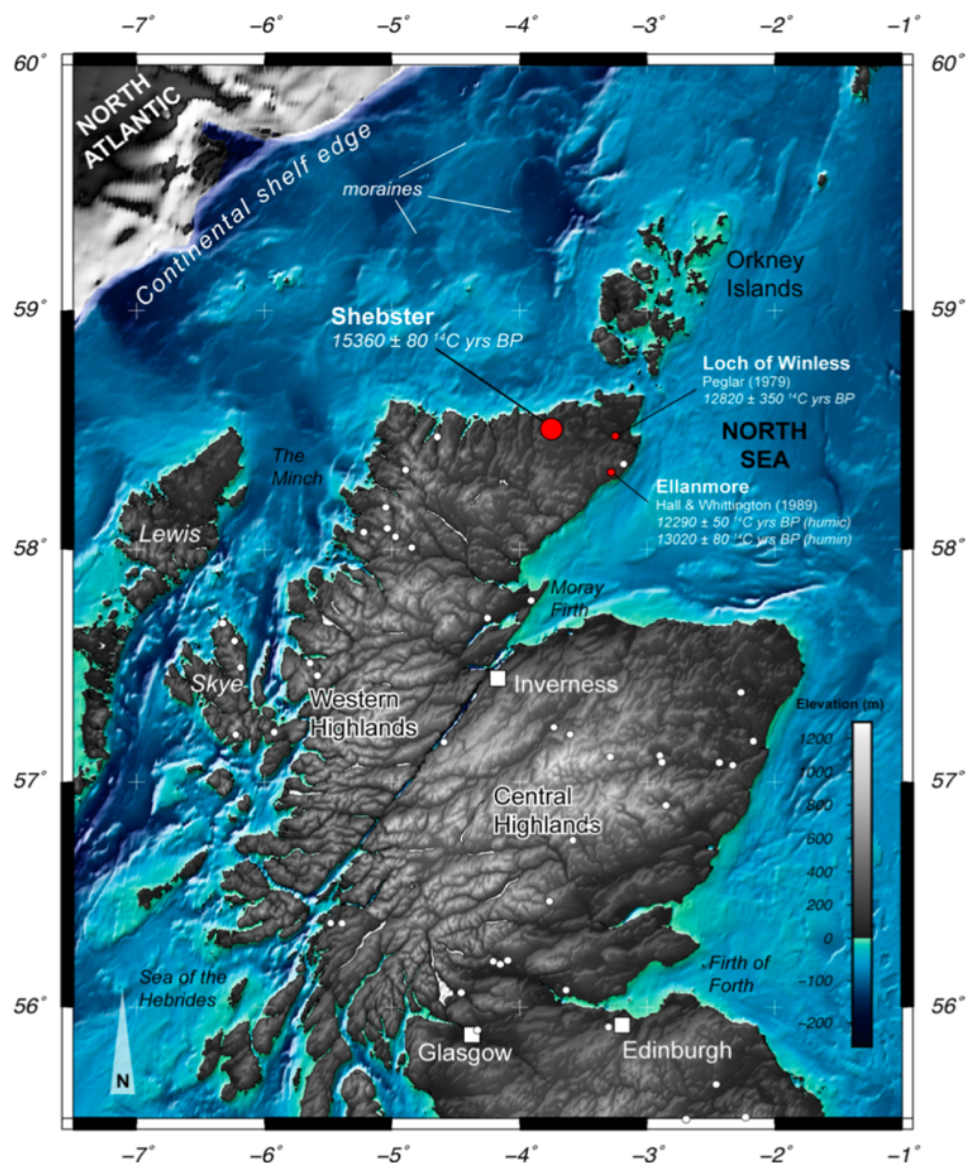 −7˚ −6˚ −5˚ −4˚ −3˚ −2˚ −1˚
60˚ 60˚
NORTH
ATLANTIC
Continental shelf edge
moraines
Orkney
Islands
59˚ 59˚
Shebster
15360 ± 80 ¹⁴C yrs BP
Loch of Winless
Peglar (1979)
12820 ± 350 ¹⁴C yrs BP
NORTH
SEA
The
Minch
Ellanmore
Hall & Whittington (1989)
12290 ± 50 ¹⁴C yrs BP (humic)
13020 ± 80 ¹⁴C yrs BP (humin)
Lewis
58˚ 58˚
Moray
Firth
Skye
Inverness
Western
Highlands
Elevation (m)
1200
1000
800
600
400
200
0
−100
−200
57˚ 57˚
Central
Highlands
Sea of the
Hebrides
Firth of
Forth
56˚ 56˚
Glasgow
Edinburgh
N
−7˚ −6˚ −5˚ −4˚ −3˚ −2˚ −1˚